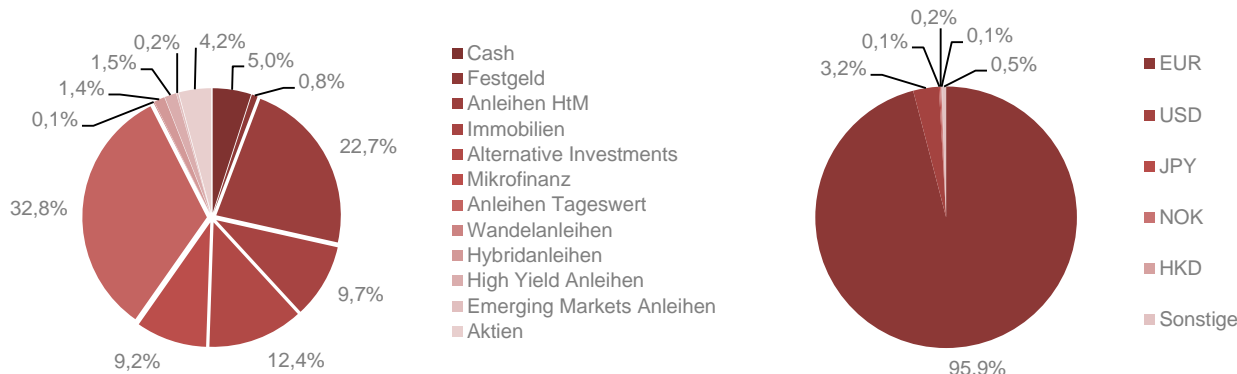 0,2%
4,2%
1,5%
5,0%
1,4%
0,8%
0,1%
22,7%
32,8%
9,7%
9,2%
12,4%
Cash
Festgeld
Anleihen HtM
Immobilien
Alternative Investments
Mikrofinanz
Anleihen Tageswert
Wandelanleihen
Hybridanleihen
High Yield Anleihen
Emerging Markets Anleihen
Aktien
0,2%
0,1%
0,1%
3,2%
0,5%
95,9%
EUR
USD
JPY
NOK
HKD
Sonstige